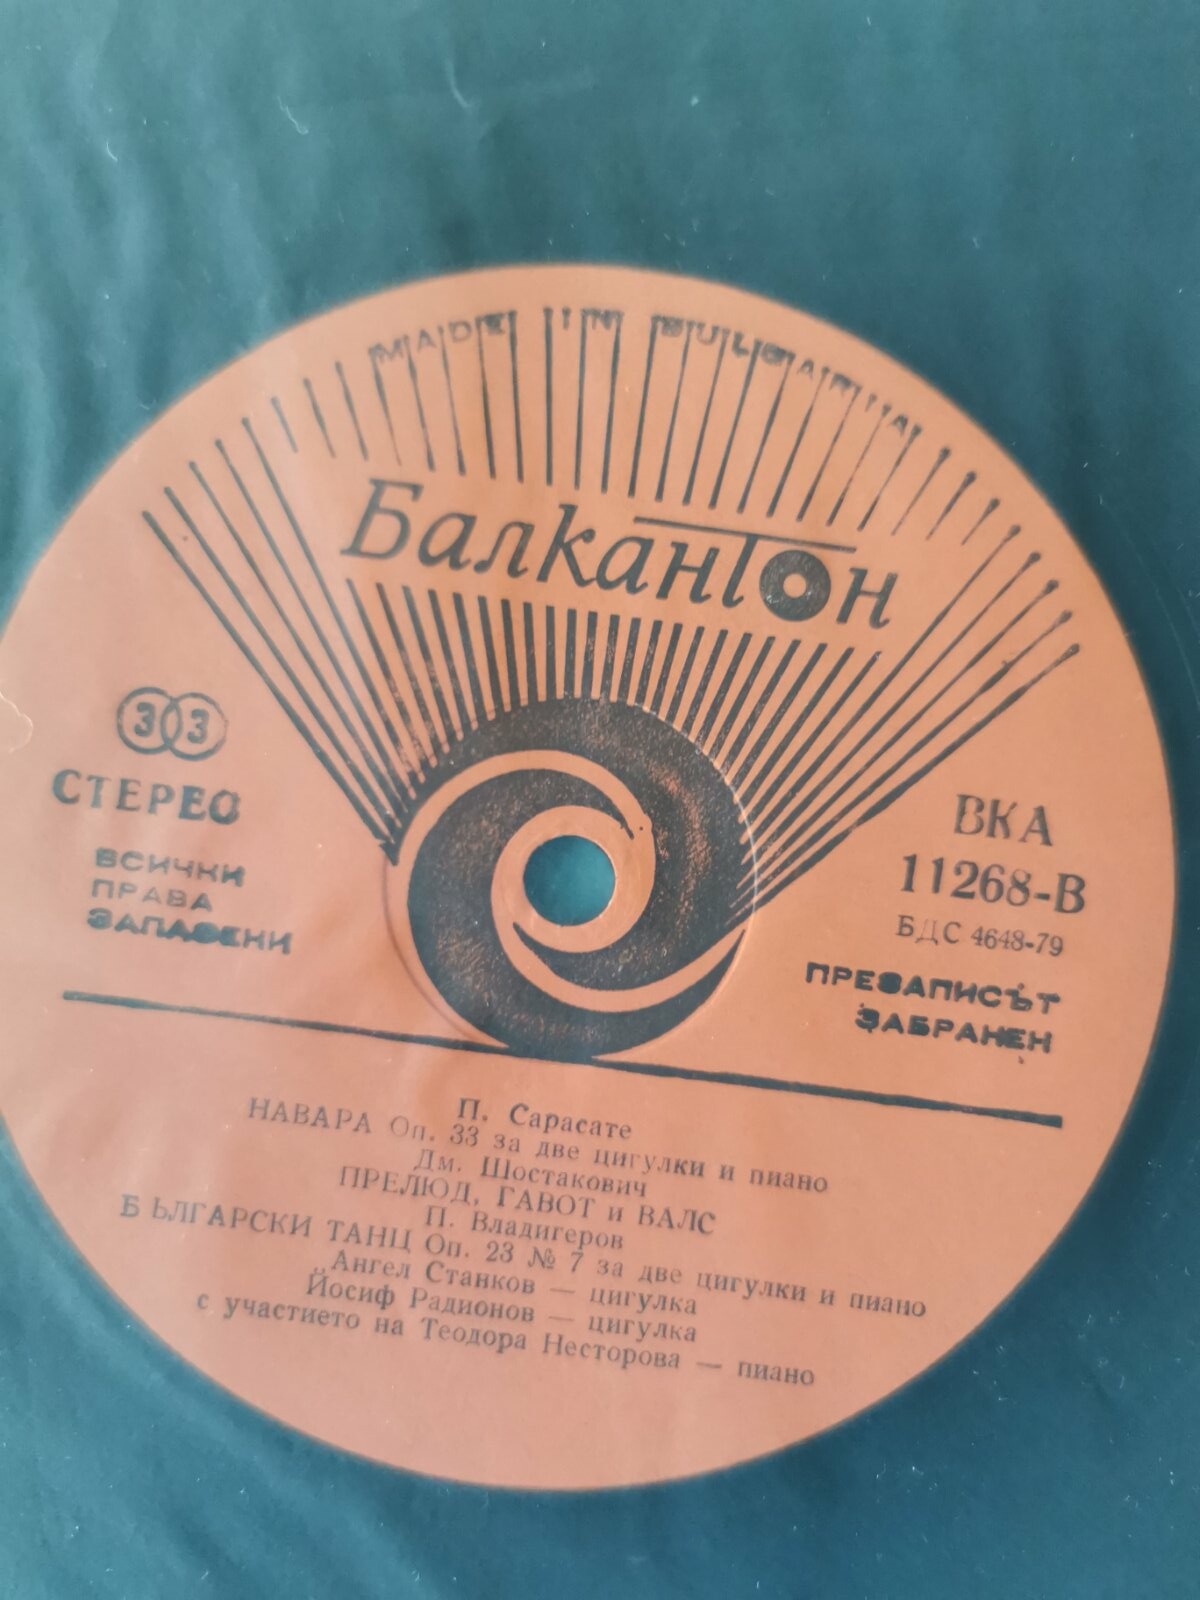 MADE IN BULGARIA
Балкантон
33
СТЕРЕО
ВСИЧКИ
ПРАВА
ЗАПАЗЕНИ
ВКА
11268-В
БДС 4648-79
ПРЕЗАПИСЪТ
ЗАБРАНЕН
П. Сарасате
НАВАРА Оп. 33 за две цигулки и пиано
Дм. Шостакович
ПРЕЛЮД, ГАВОТ и ВАЛС
П. Владигеров
БЪЛГАРСКИ ТАНЦ Оп. 23 № 7 за две цигулки и пиано
Ангел Станков — цигулка
Йосиф Радионов — цигулка
с участието на Теодора Несторова — пиано